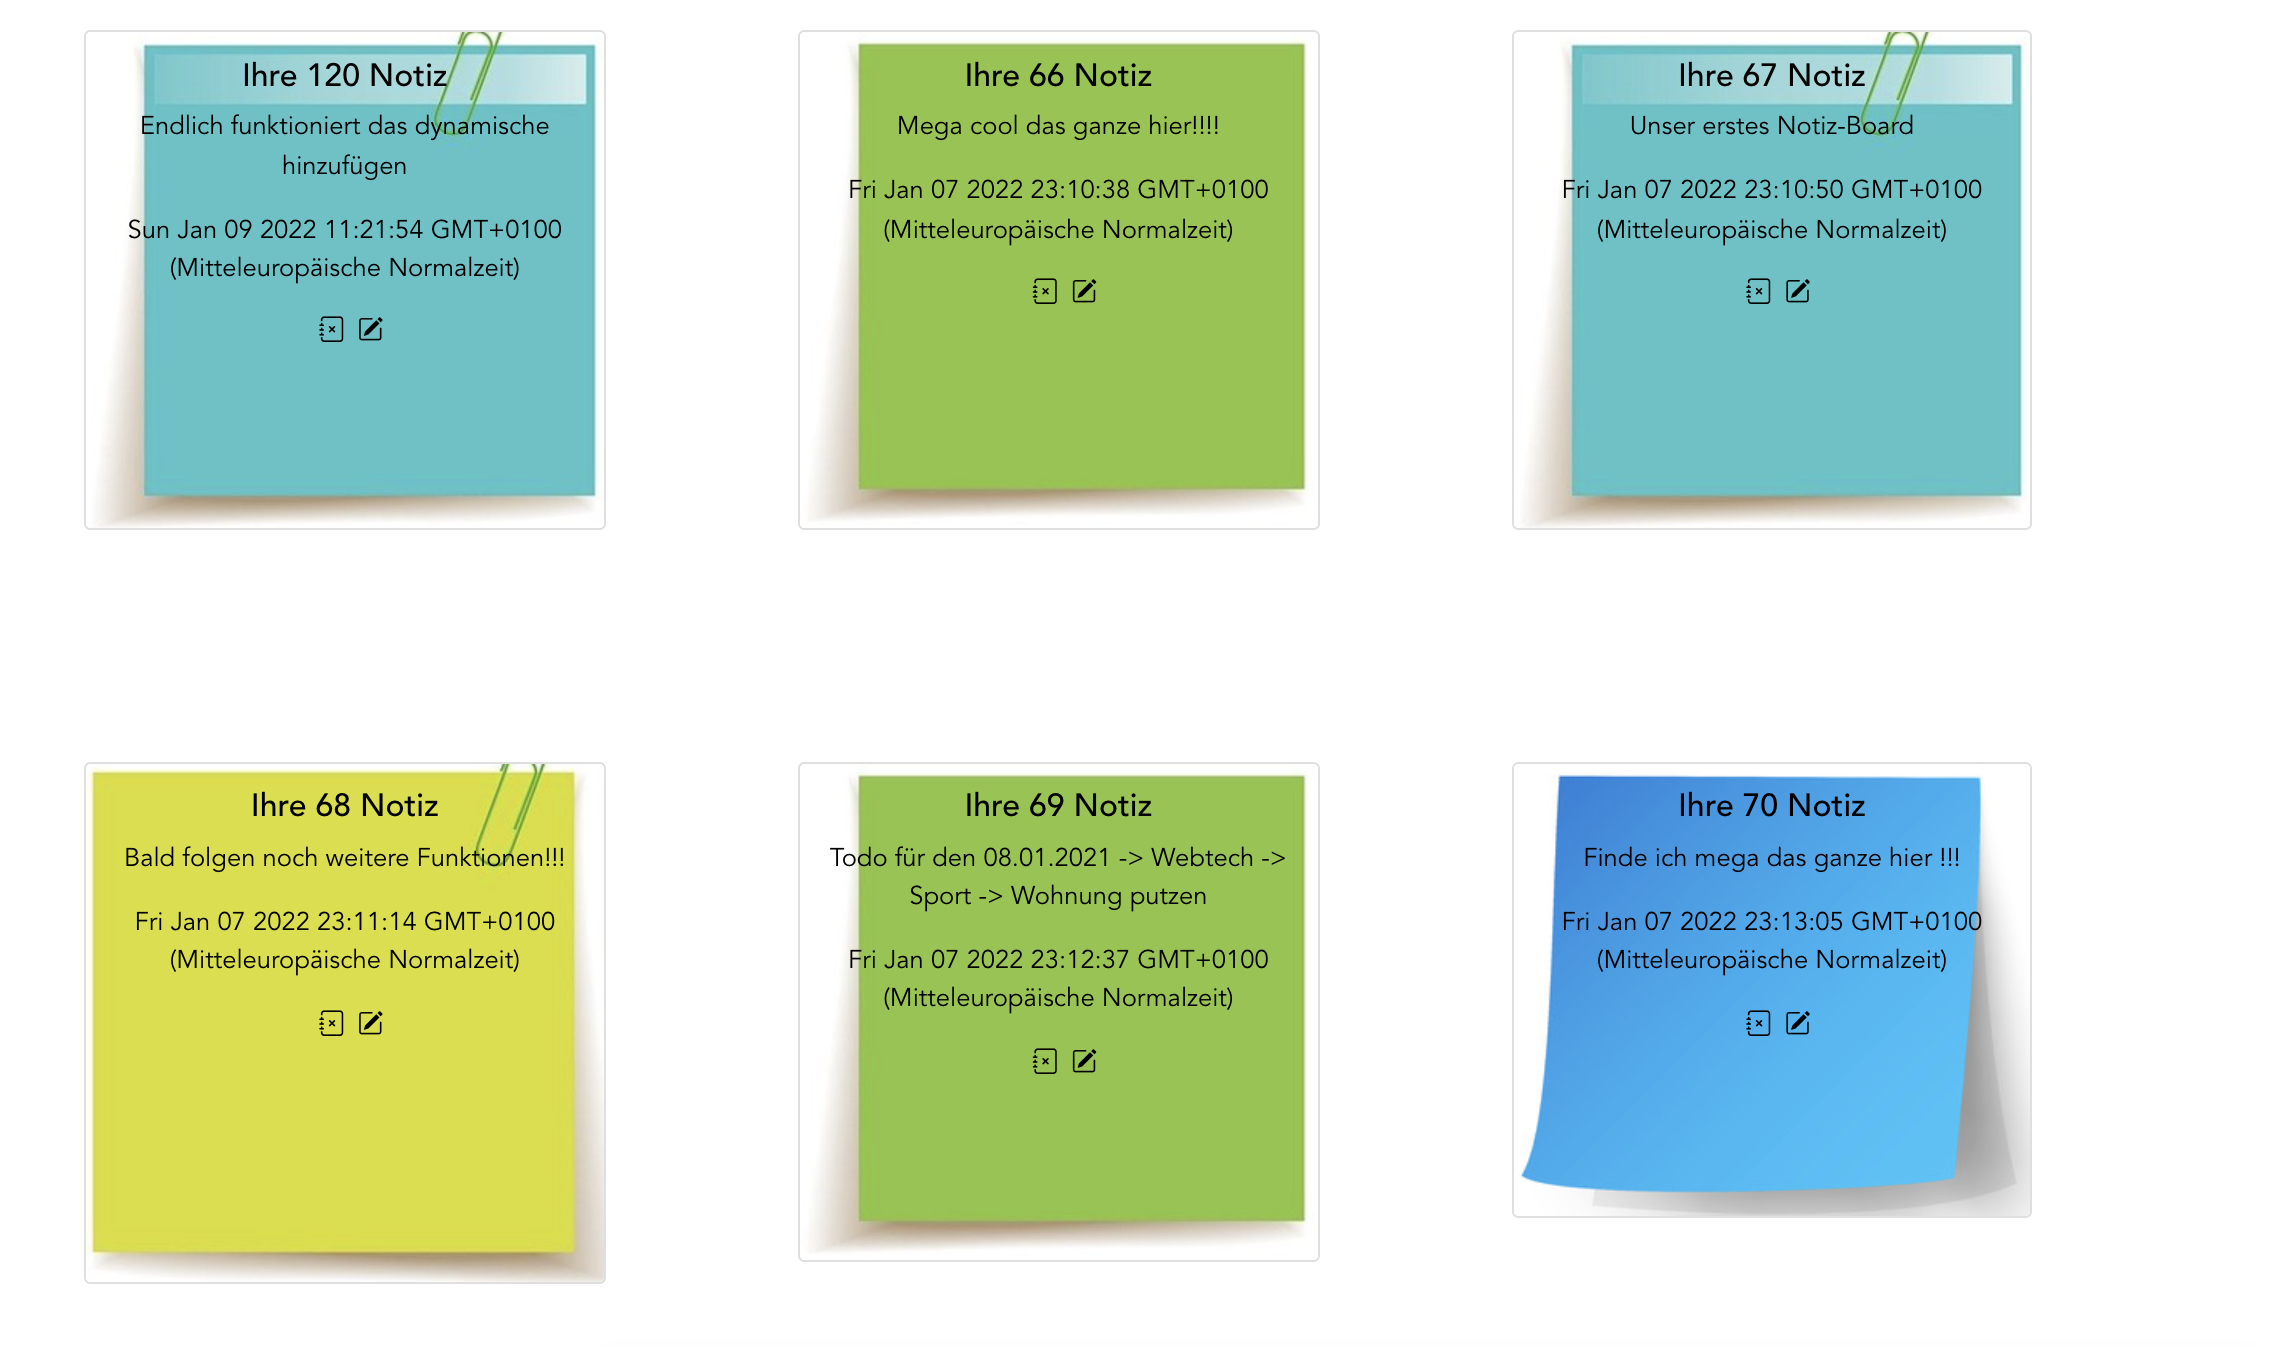 Ihre 120 Notiz
Endlich funktioniert das dynamische
hinzufügen
Sun Jan 09 2022 11:21:54 GMT+0100
(Mitteleuropäische Normalzeit)
Ihre 66 Notiz
Mega cool das ganze hier!!!!
Fri Jan 07 2022 23:10:38 GMT+0100
(Mitteleuropäische Normalzeit)
Ihre 67 Notiz
Unser erstes Notiz-Board
Fri Jan 07 2022 23:10:50 GMT+0100
(Mitteleuropäische Normalzeit)
Ihre 68 Notiz
Bald folgen noch weitere Funktionen!!!
Fri Jan 07 2022 23:11:14 GMT+0100
(Mitteleuropäische Normalzeit)
Ihre 69 Notiz
Todo für den 08.01.2021 -> Webtech ->
Sport -> Wohnung putzen
Fri Jan 07 2022 23:12:37 GMT+0100
(Mitteleuropäische Normalzeit)
Ihre 70 Notiz
Finde ich mega das ganze hier !!!
Fri Jan 07 2022 23:13:05 GMT+0100
(Mitteleuropäische Normalzeit)